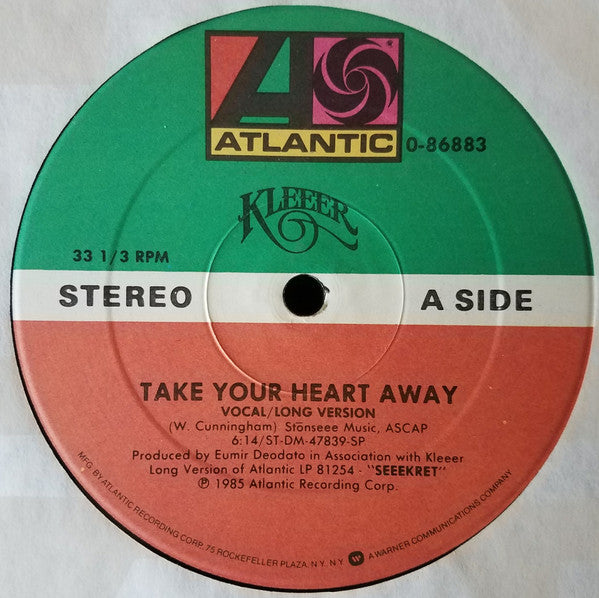 ATLANTIC
0-86883
KLEEER
33 1/3 RPM
STEREO
A SIDE
TAKE YOUR HEART AWAY
VOCAL/LONG VERSION
(W. Cunningham) Stonseee Music, ASCAP
6:14/ST-DM-47839-SP
Produced by Eumir Deodato in Association with Kleeer
Long Version of Atlantic LP 81254 - "SEEEKRET"
℗ 1985 Atlantic Recording Corp.
MFG. BY ATLANTIC RECORDING CORP. 75 ROCKEFELLER PLAZA, N.Y. N.Y. A WARNER COMMUNICATIONS COMPANY